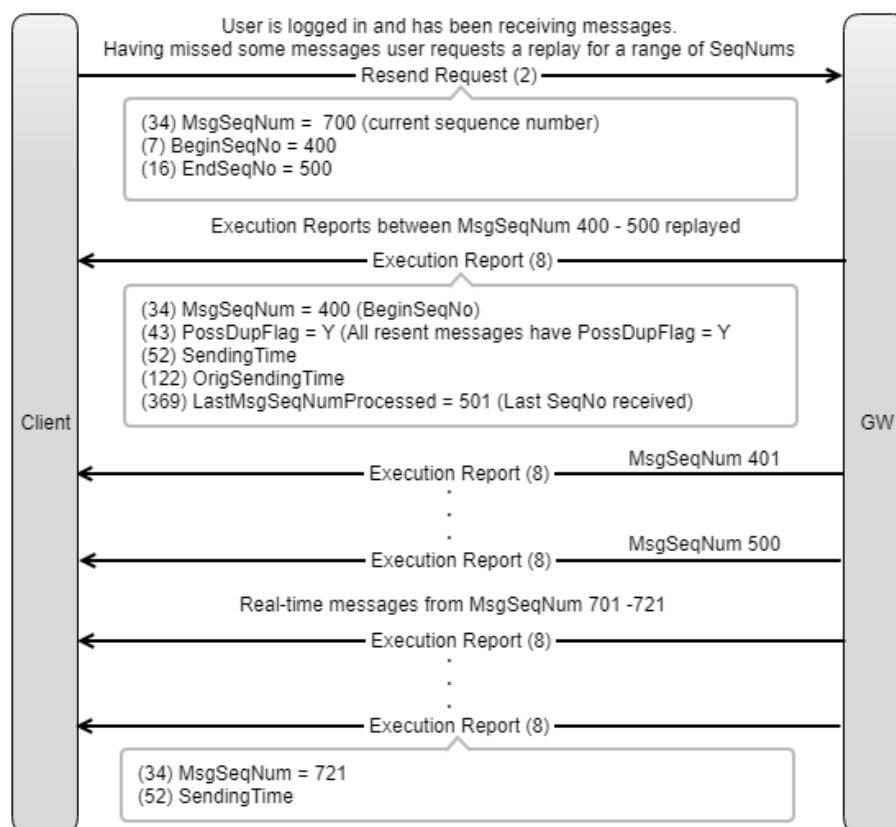 User is logged in and has been receiving messages.
Having missed some messages user requests a replay for a range of SeqNums
Resend Request (2)
(34) MsgSeqNum = 700 (current sequence number)
(7) BeginSeqNo = 400
(16) EndSeqNo = 500
Execution Reports between MsgSeqNum 400 - 500 replayed
Execution Report (8)
(34) MsgSeqNum = 400 (BeginSeqNo)
(43) PossDupFlag = Y (All resent messages have PossDupFlag = Y
(52) SendingTime
(122) OrigSendingTime
(369) LastMsgSeqNumProcessed = 501 (Last SeqNo received)
Client
GW
MsgSeqNum 401
Execution Report (8)
MsgSeqNum 500
Execution Report (8)
Real-time messages from MsgSeqNum 701 -721
Execution Report (8)
Execution Report (8)
(34) MsgSeqNum = 721
(52) SendingTime